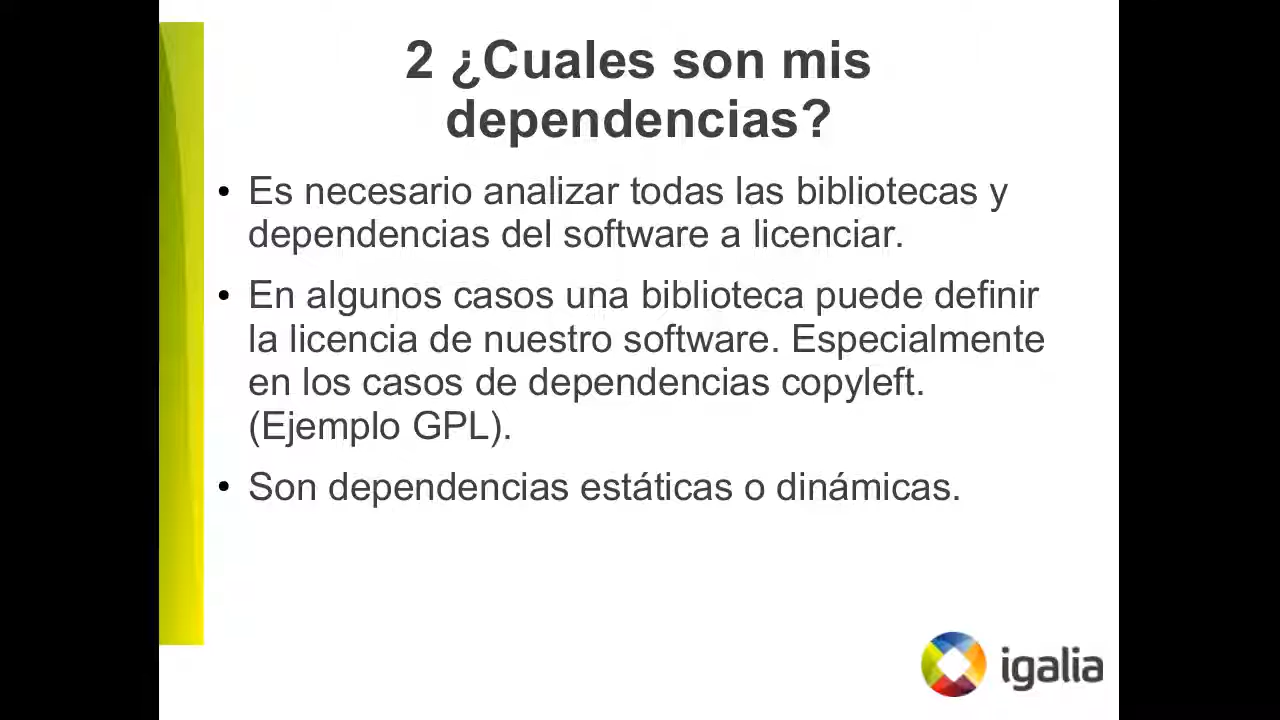 2 ¿Cuales son mis
dependencias?
• Es necesario analizar todas las bibliotecas y
dependencias del software a licenciar.
• En algunos casos una biblioteca puede definir
la licencia de nuestro software. Especialmente
en los casos de dependencias copyleft.
(Ejemplo GPL).
• Son dependencias estáticas o dinámicas.
igalia